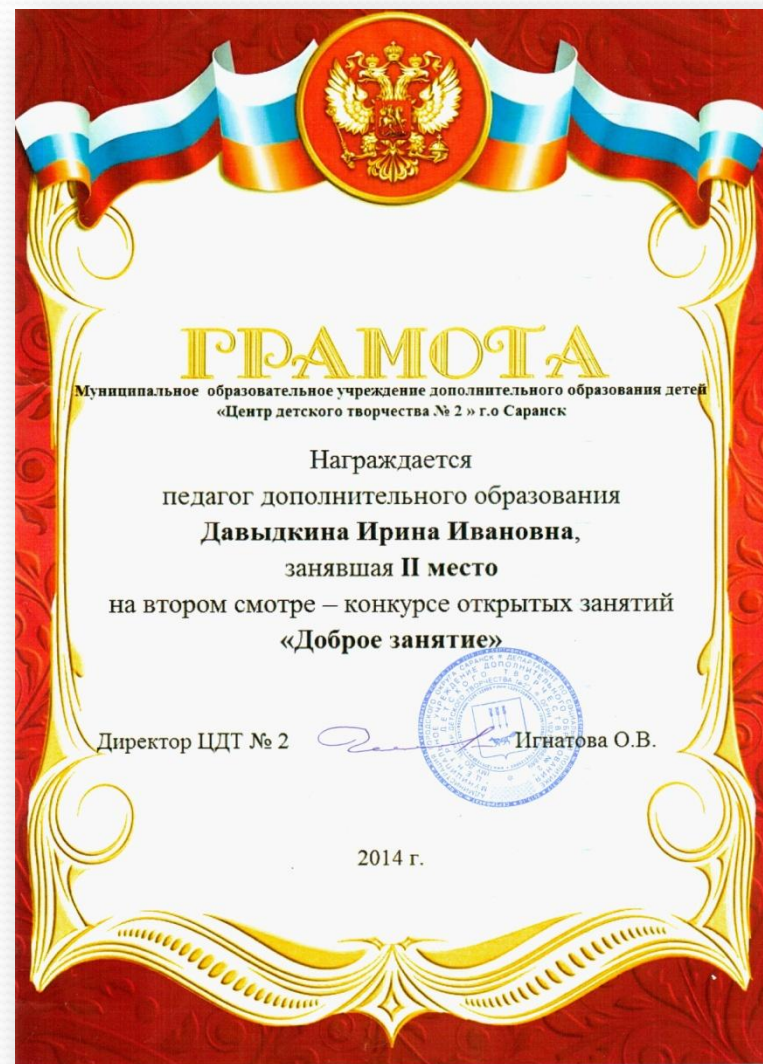 ГРАМОТА
Муниципальное образовательное учреждение дополнительного образования детей
«Центр детского творчества № 2 » г.о Саранск
Награждается
педагог дополнительного образования
Давыдкина Ирина Ивановна,
занявшая II место
на втором смотре – конкурсе открытых занятий
«Доброе занятие»
Директор ЦДТ № 2 Игнатова О.В.
2014 г.